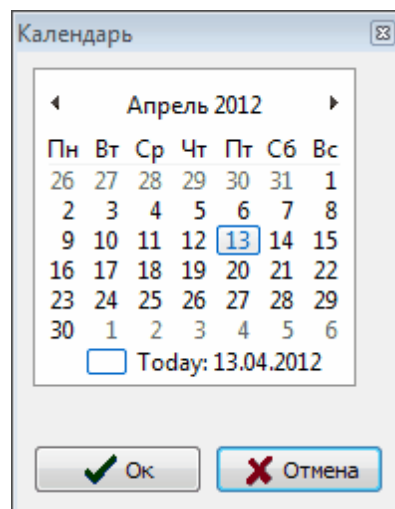 Календарь
Апрель 2012
Пн Вт Ср Чт Пт Сб Вс
26 27 28 29 30 31 1
2 3 4 5 6 7 8
9 10 11 12 13 14 15
16 17 18 19 20 21 22
23 24 25 26 27 28 29
30 1 2 3 4 5 6
Today: 13.04.2012
Ок Отмена